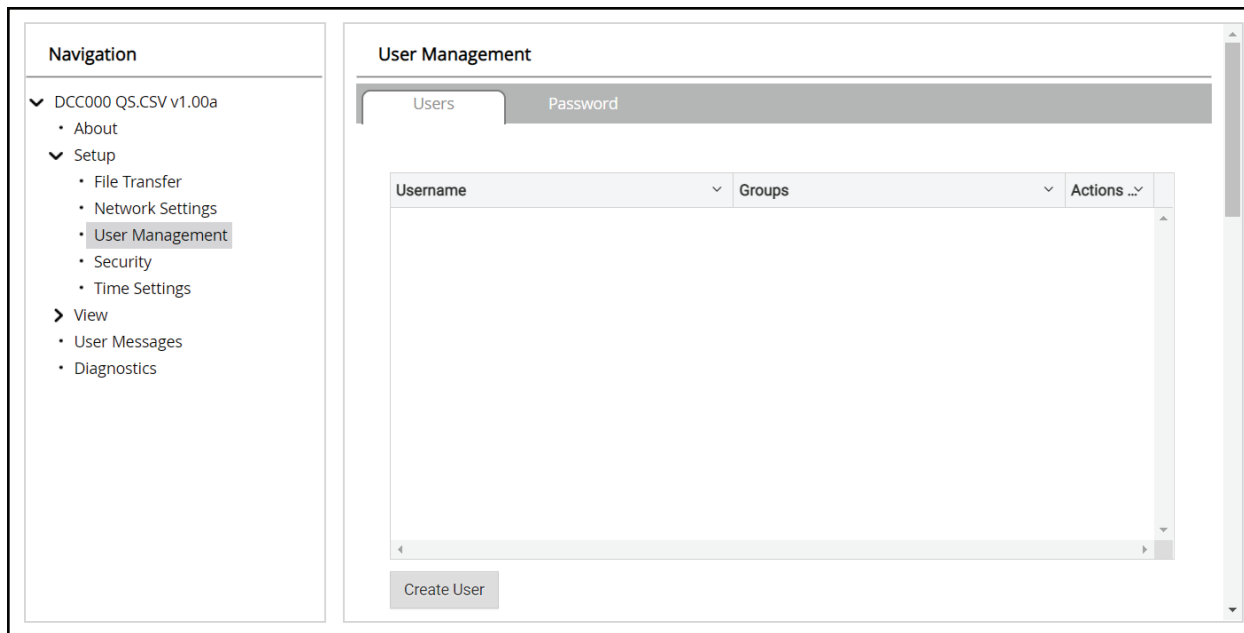 Navigation
DCC000 QS.CSV v1.00a
About
Setup
File Transfer
Network Settings
User Management
Security
Time Settings
View
User Messages
Diagnostics
User Management
Users Password
Username Groups Actions ...
Create User